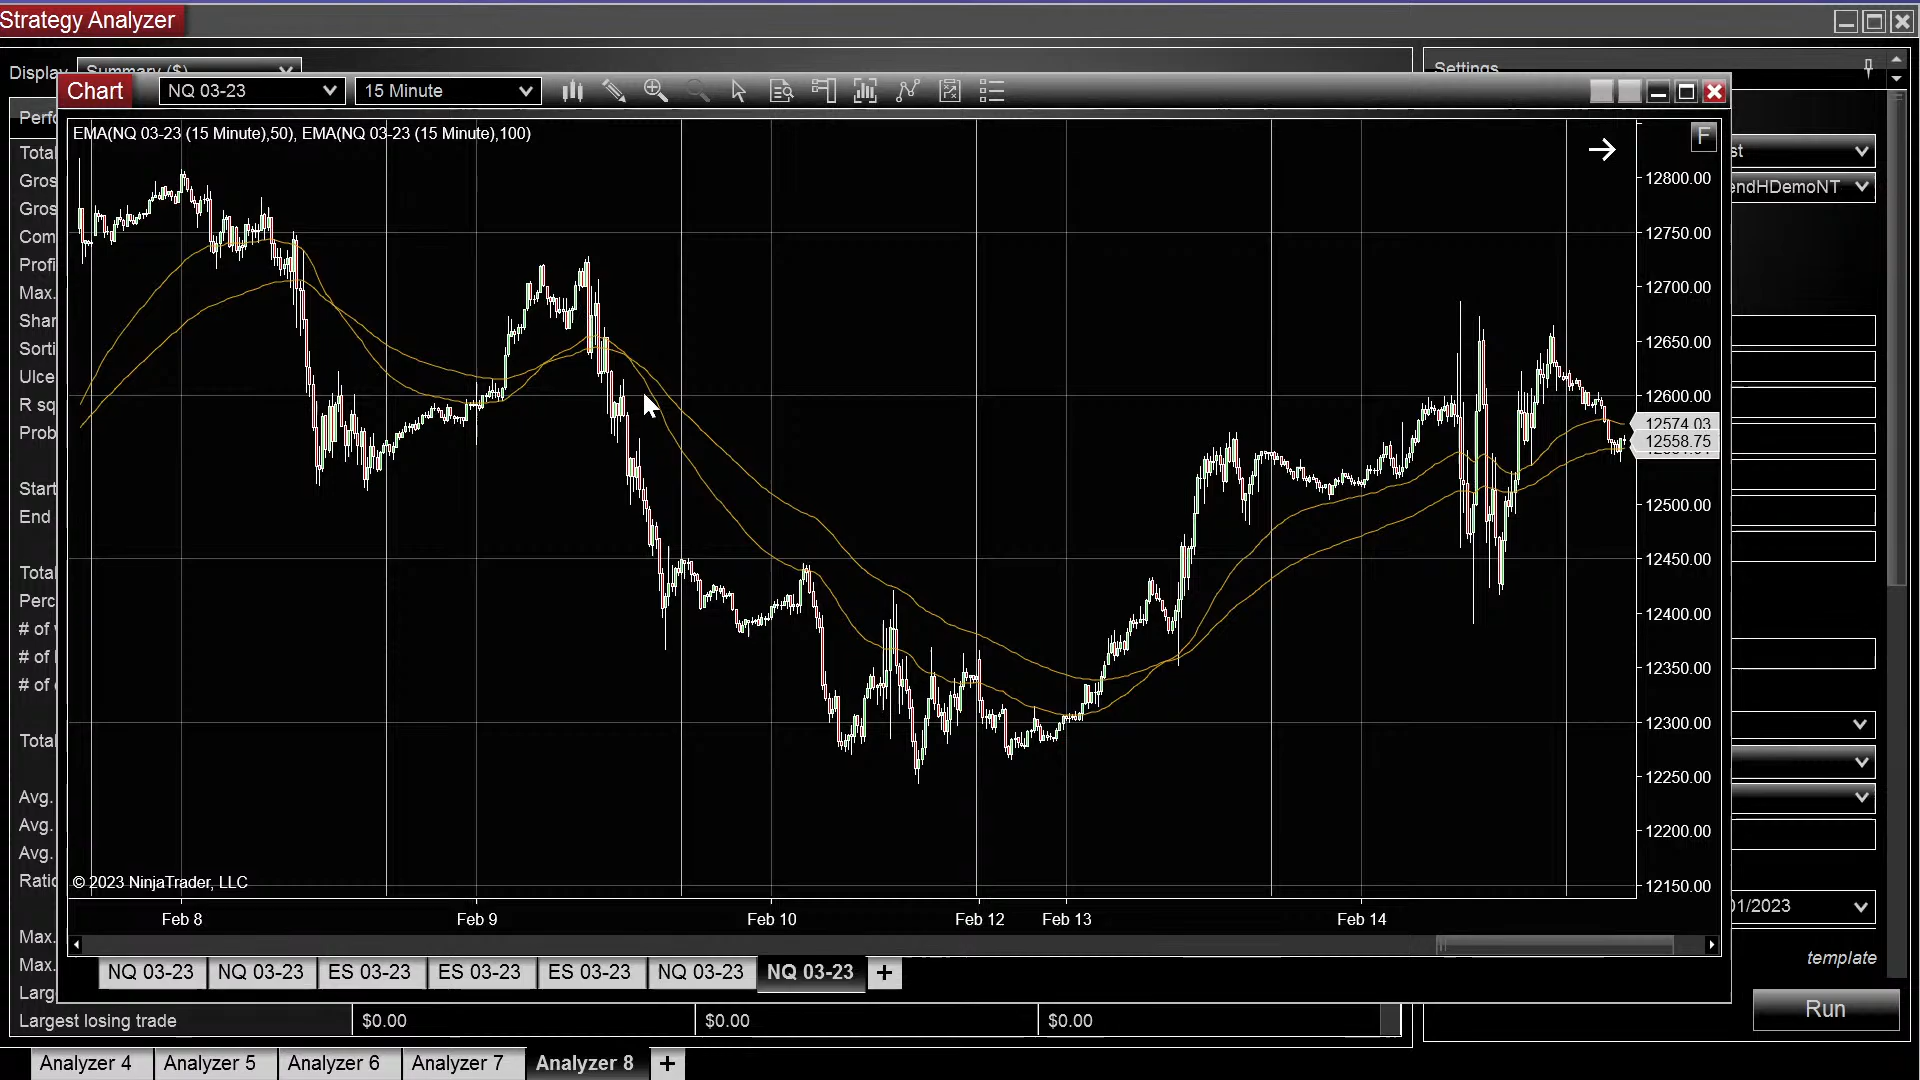 Strategy Analyzer
Display Summary ($)
Settings
Chart NQ 03-23 15 Minute
EMA(NQ 03-23 (15 Minute),50), EMA(NQ 03-23 (15 Minute),100)
F
12800.00
12750.00
12700.00
12650.00
12600.00
12574.03
12558.75
12500.00
12450.00
12400.00
12350.00
12300.00
12250.00
12200.00
12150.00
© 2023 NinjaTrader, LLC
Feb 8 Feb 9 Feb 10 Feb 12 Feb 13 Feb 14
NQ 03-23 NQ 03-23 ES 03-23 ES 03-23 ES 03-23 NQ 03-23 NQ 03-23 +
Perfo
Total
Gros
Gros
Com
Profi
Max.
Shar
Sorti
Ulce
R sq
Prob
Start
End
Total
Perc
# of
# of
# of
Total
Avg.
Avg.
Avg.
Ratio
Max.
Max.
Larg
st
endHDemoNT
01/2023
template
Run
Largest losing trade $0.00 $0.00 $0.00
Analyzer 4 Analyzer 5 Analyzer 6 Analyzer 7 Analyzer 8 +